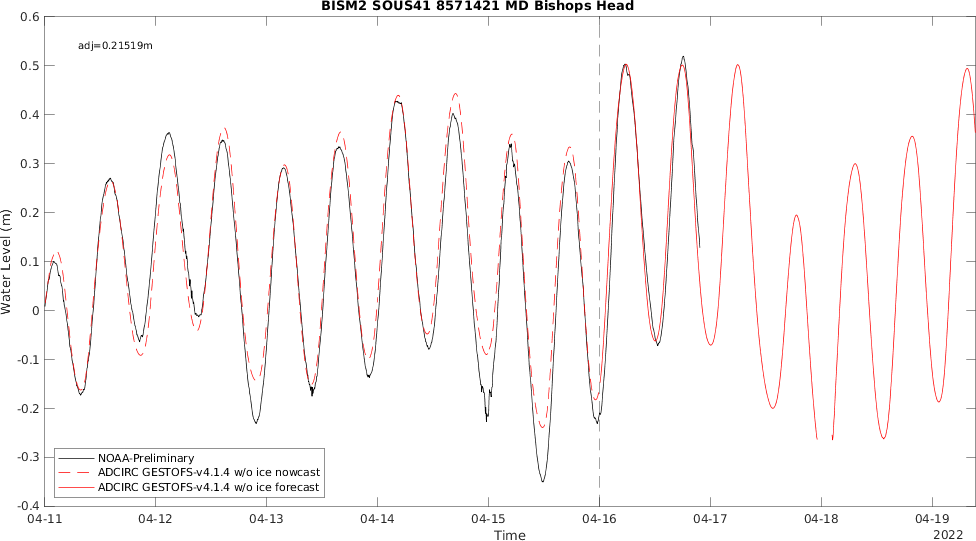 BISM2 SOUS41 8571421 MD Bishops Head
adj=0.21519m
0.6
0.5
0.4
0.3
0.2
0.1
0
-0.1
-0.2
-0.3
-0.4
Water Level (m)
NOAA-Preliminary
ADCIRC GESTOFS-v4.1.4 w/o ice nowcast
ADCIRC GESTOFS-v4.1.4 w/o ice forecast
04-11 04-12 04-13 04-14 04-15 04-16 04-17 04-18 04-19
Time
2022